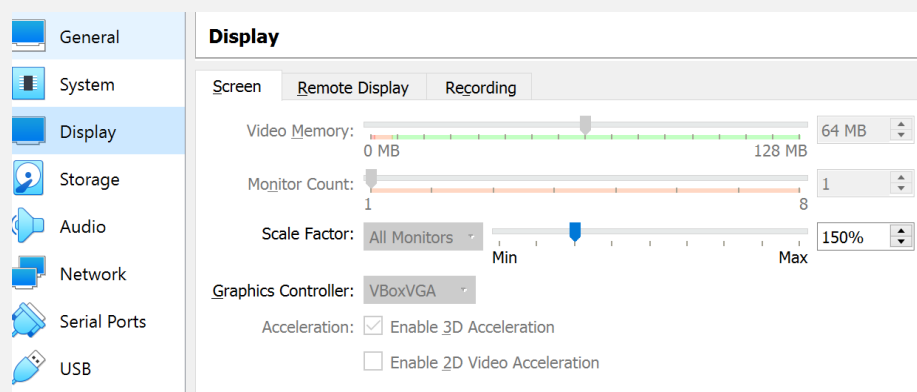 General
System
Display
Storage
Audio
Network
Serial Ports
USB
Display
Screen Remote Display Recording
Video Memory: 64 MB
0 MB 128 MB
Monitor Count: 1
1 8
Scale Factor: All Monitors 150%
Min Max
Graphics Controller: VBoxVGA
Acceleration: Enable 3D Acceleration
Enable 2D Video Acceleration